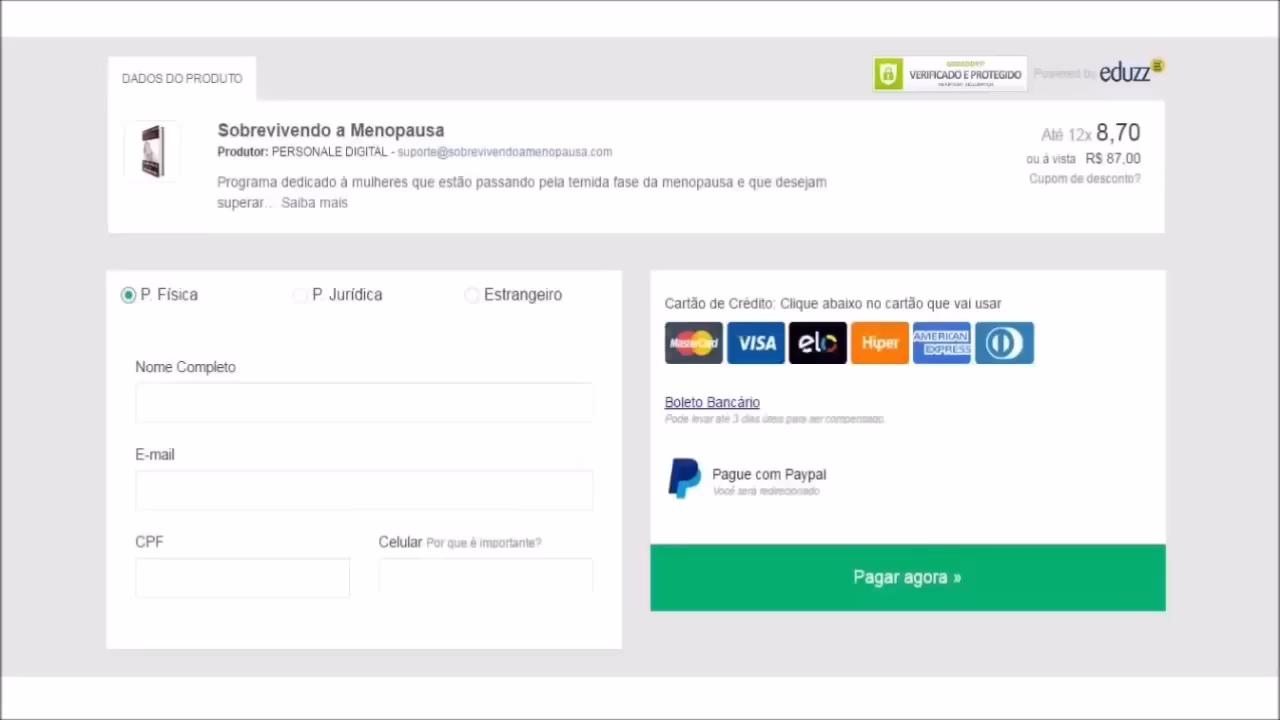 DADOS DO PRODUTO
VERIFICADO E PROTEGIDO
Powered by eduzz
Sobrevivendo a Menopausa
Produtor: PERSONALE DIGITAL - suporte@sobrevivendoamenopausa.com
Programa dedicado à mulheres que estão passando pela temida fase da menopausa e que desejam
superar... Saiba mais
Até 12x 8,70
ou á vista R$ 87,00
Cupom de desconto?
P. Física
P. Jurídica
Estrangeiro
Nome Completo
E-mail
CPF
Celular Por que é importante?
Cartão de Crédito: Clique abaixo no cartão que vai usar
MasterCard
VISA
elo
Hiper
AMERICAN
EXPRESS
Boleto Bancário
Pode levar até 3 dias úteis para ser compensado.
Pague com Paypal
Você será redirecionado
Pagar agora »